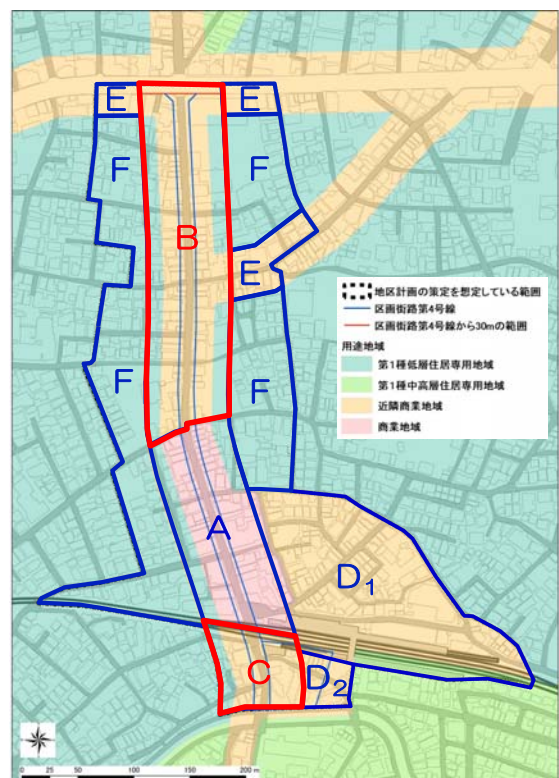 E
E
F
F
B
E
地区計画の策定を想定している範囲
区画街路第4号線
区画街路第4号線から30mの範囲
用途地域
第1種低層住居専用地域
第1種中高層住居専用地域
近隣商業地域
商業地域
F
F
A
D₁
C
D₂
0 25 50 100 150 200 m